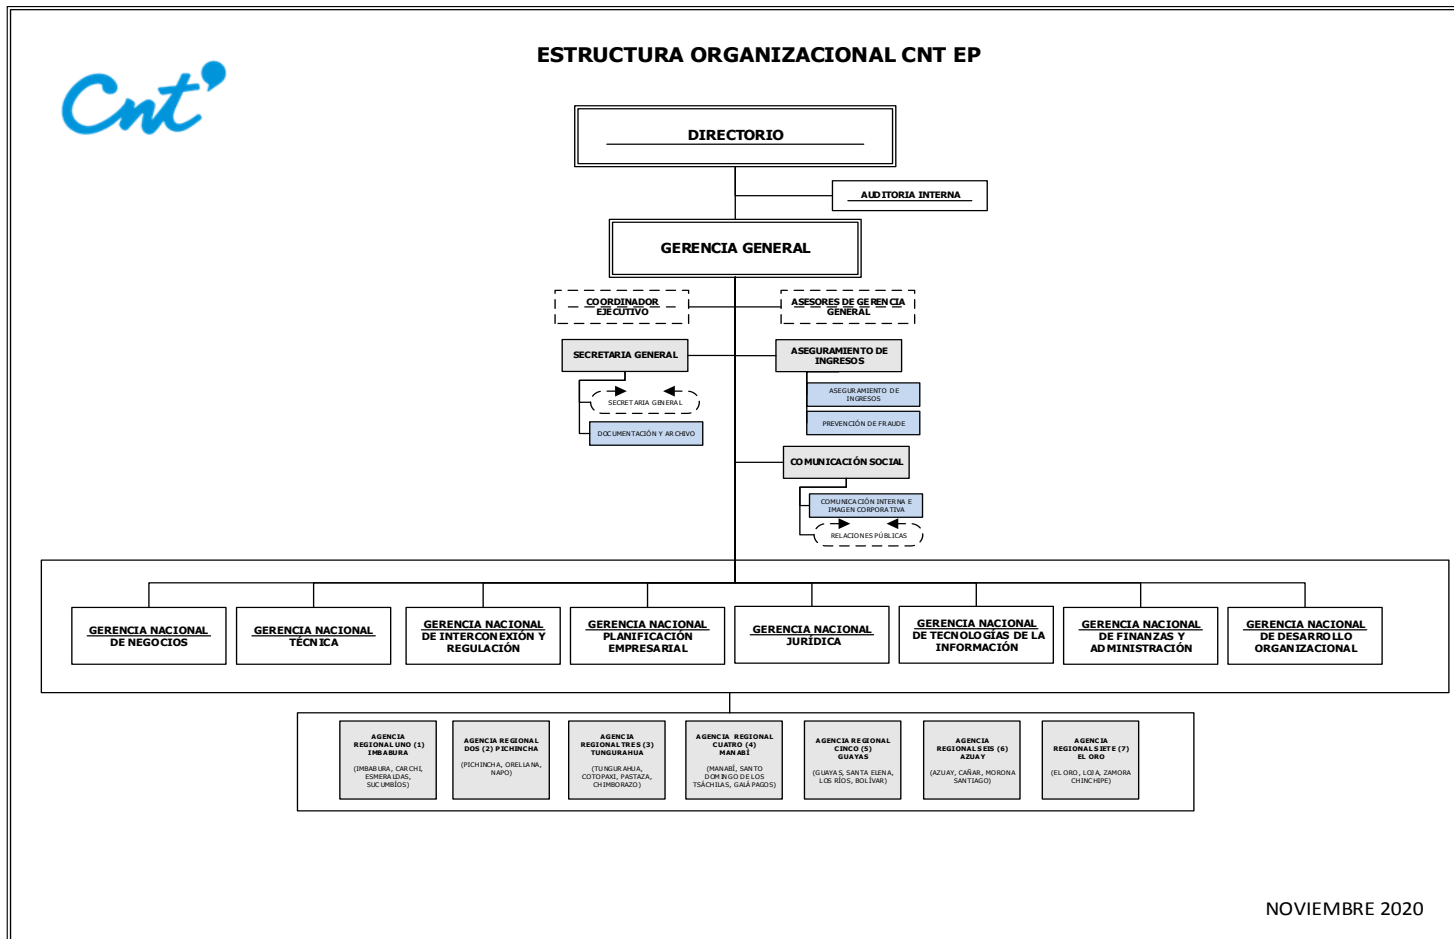 ESTRUCTURA ORGANIZACIONAL CNT EP
Cnt
DIRECTORIO
AUDITORIA INTERNA
GERENCIA GENERAL
COORDINADOR
EJECUTIVO
ASESORES DE GERENCIA
GENERAL
SECRETARIA GENERAL
ASEGURAMIENTO DE
INGRESOS
SECRETARIA GENERAL
DOCUMENTACIÓN Y ARCHIVO
ASEGURAMIENTO DE
INGRESOS
PREVENCIÓN DE FRAUDE
COMUNICACIÓN SOCIAL
COMUNICACIÓN INTERNA E
IMAGEN CORPORATIVA
RELACIONES PÚBLICAS
GERENCIA NACIONAL
DE NEGOCIOS
GERENCIA NACIONAL
TÉCNICA
GERENCIA NACIONAL
DE INTERCONEXIÓN Y
REGULACIÓN
GERENCIA NACIONAL
PLANIFICACIÓN
EMPRESARIAL
GERENCIA NACIONAL
JURÍDICA
GERENCIA NACIONAL
DE TECNOLOGÍAS DE LA
INFORMACIÓN
GERENCIA NACIONAL
DE FINANZAS Y
ADMINISTRACIÓN
GERENCIA NACIONAL
DE DESARROLLO
ORGANIZACIONAL
AGENCIA
REGIONAL UNO (1)
IMBABURA
(IMBABURA, CARCHI,
ESMERALDAS,
SUCUMBÍOS)
AGENCIA REGIONAL
DOS (2) PICHINCHA
(PICHINCHA, ORELLANA,
NAPO)
AGENCIA
REGIONAL TRES (3)
TUNGURAHUA
(TUNGURAHUA,
COTOPAXI, PASTAZA,
CHIMBORAZO)
AGENCIA REGIONAL
CUATRO (4)
MANABÍ
(MANABÍ, SANTO
DOMINGO DE LOS
TSÁCHILAS, GALÁPAGOS)
AGENCIA REGIONAL
CINCO (5)
GUAYAS
(GUAYAS, SANTA ELENA,
LOS RÍOS, BOLÍVAR)
AGENCIA
REGIONAL SEIS (6)
AZUAY
(AZUAY, CAÑAR, MORONA
SANTIAGO)
AGENCIA
REGIONAL SIETE (7)
EL ORO
(EL ORO, LOJA, ZAMORA
CHINCHIPE)
NOVIEMBRE 2020